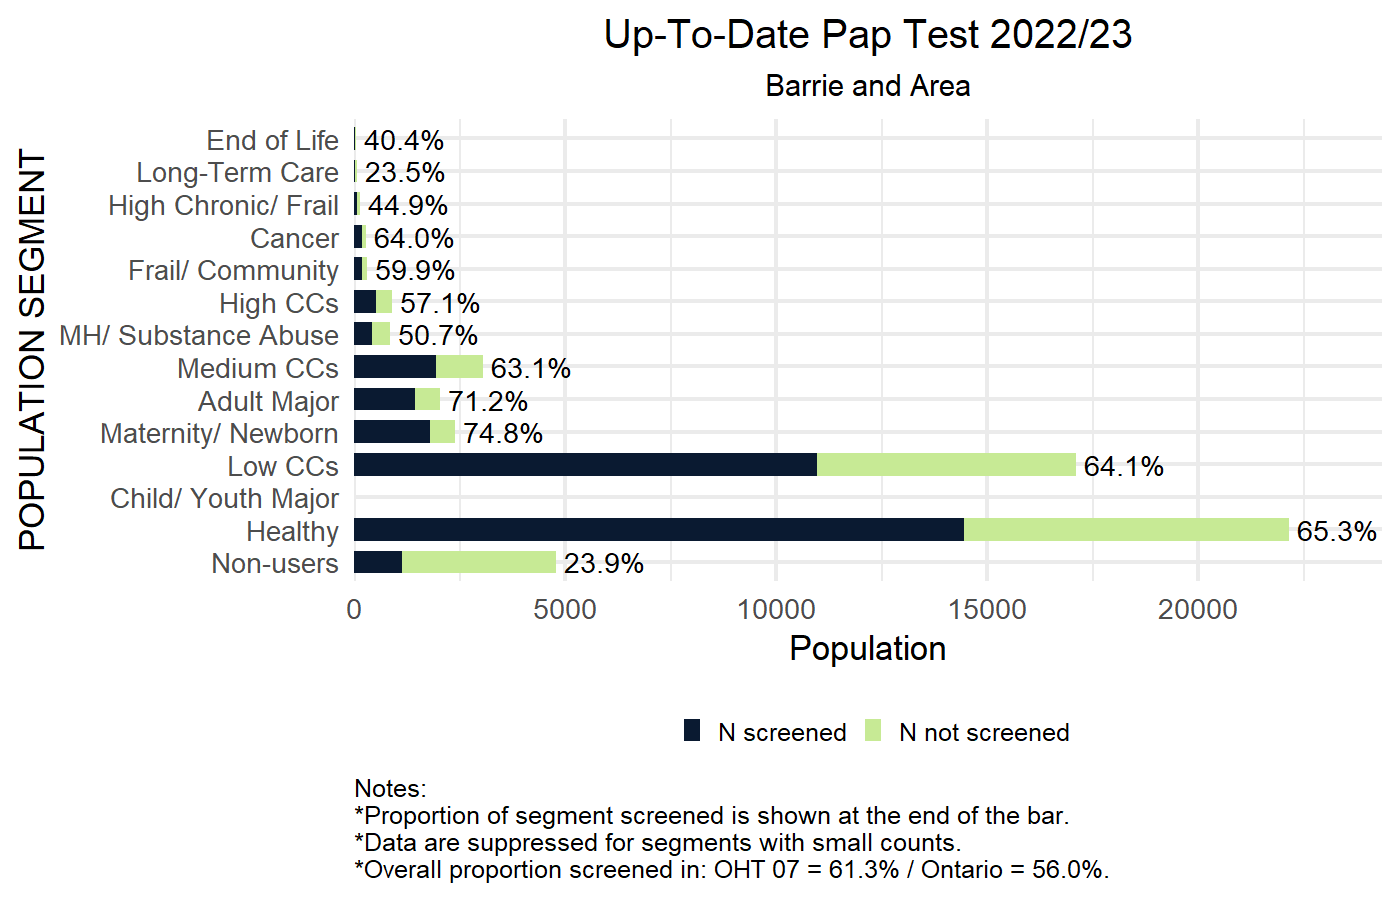 Up-To-Date Pap Test 2022/23
Barrie and Area
POPULATION SEGMENT
End of Life 40.4%
Long-Term Care 23.5%
High Chronic/ Frail 44.9%
Cancer 64.0%
Frail/ Community 59.9%
High CCs 57.1%
MH/ Substance Abuse 50.7%
Medium CCs 63.1%
Adult Major 71.2%
Maternity/ Newborn 74.8%
Low CCs 64.1%
Child/ Youth Major
Healthy 65.3%
Non-users 23.9%
0 5000 10000 15000 20000
Population
N screened N not screened
Notes:
*Proportion of segment screened is shown at the end of the bar.
*Data are suppressed for segments with small counts.
*Overall proportion screened in: OHT 07 = 61.3% / Ontario = 56.0%.